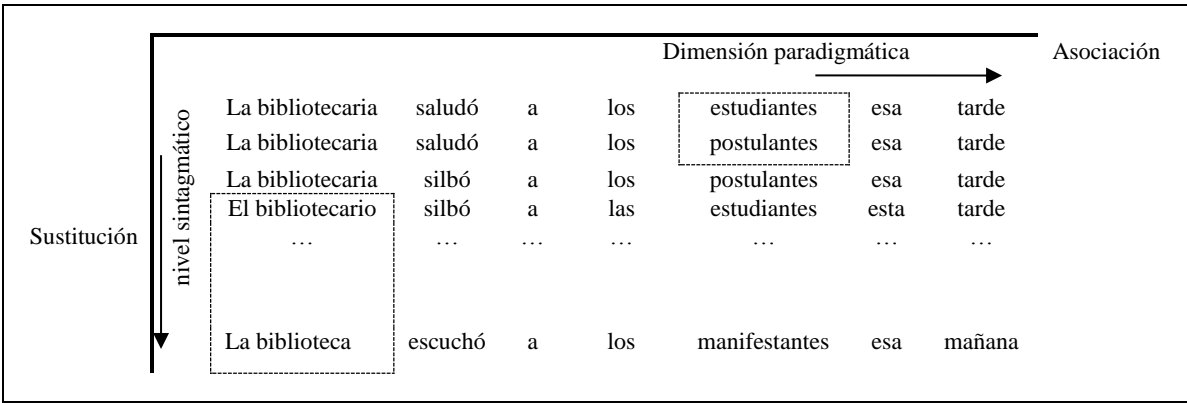 Dimensión paradigmática Asociación
La bibliotecaria saludó a los estudiantes esa tarde
La bibliotecaria saludó a los postulantes esa tarde
La bibliotecaria silbó a los postulantes esa tarde
El bibliotecario silbó a las estudiantes esta tarde
Sustitución … … … … … … …
nivel sintagmático
La biblioteca escuchó a los manifestantes esa mañana